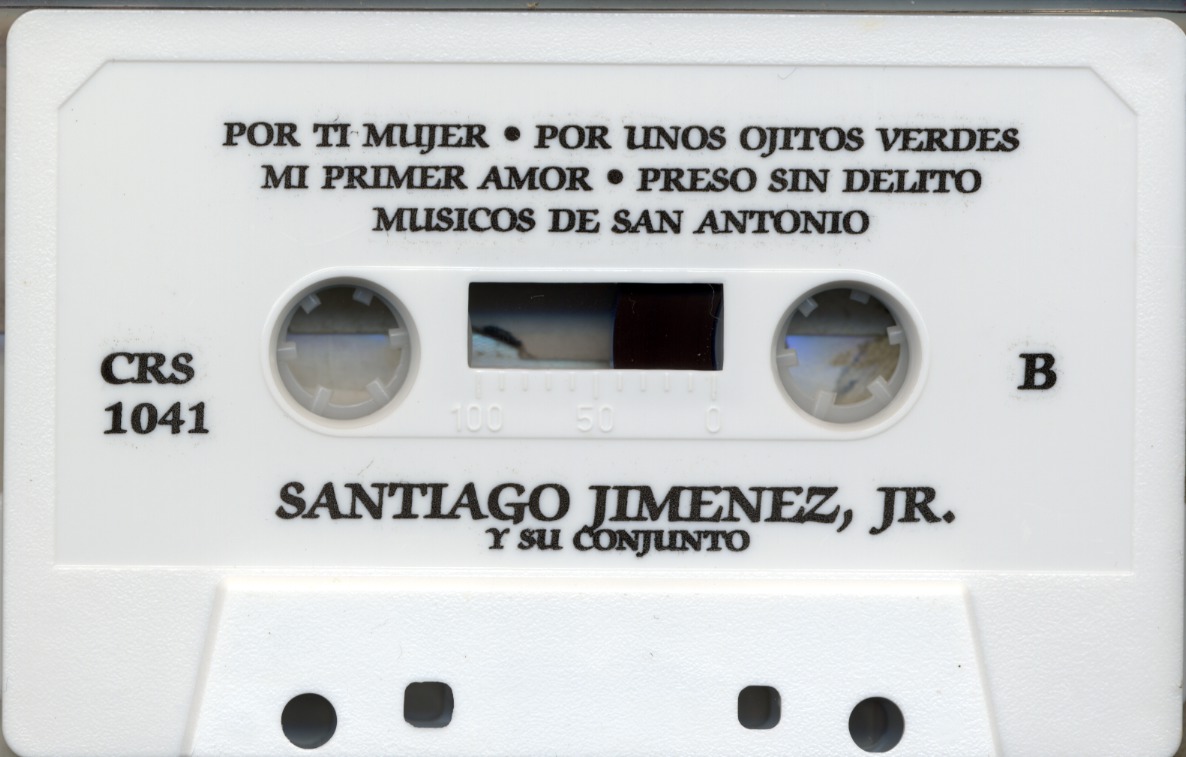 POR TI MUJER • POR UNOS OJITOS VERDES
MI PRIMER AMOR • PRESO SIN DELITO
MUSICOS DE SAN ANTONIO
CRS
1041
B
100 50 0
SANTIAGO JIMENEZ, JR.
Y SU CONJUNTO